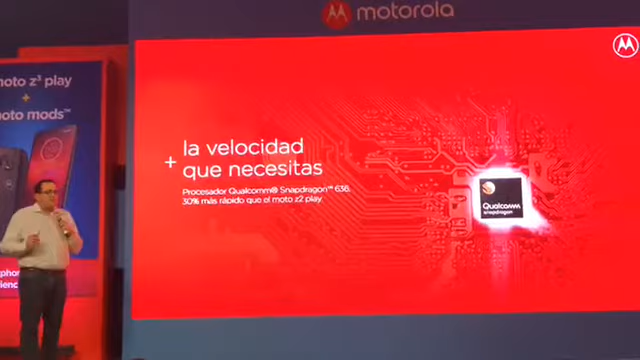 motorola
moto z³ play
+
moto mods™
+ la velocidad
que necesitas
Procesador Qualcomm® Snapdragon™ 636.
30% más rápido que el moto z2 play
Qualcomm
snapdragon